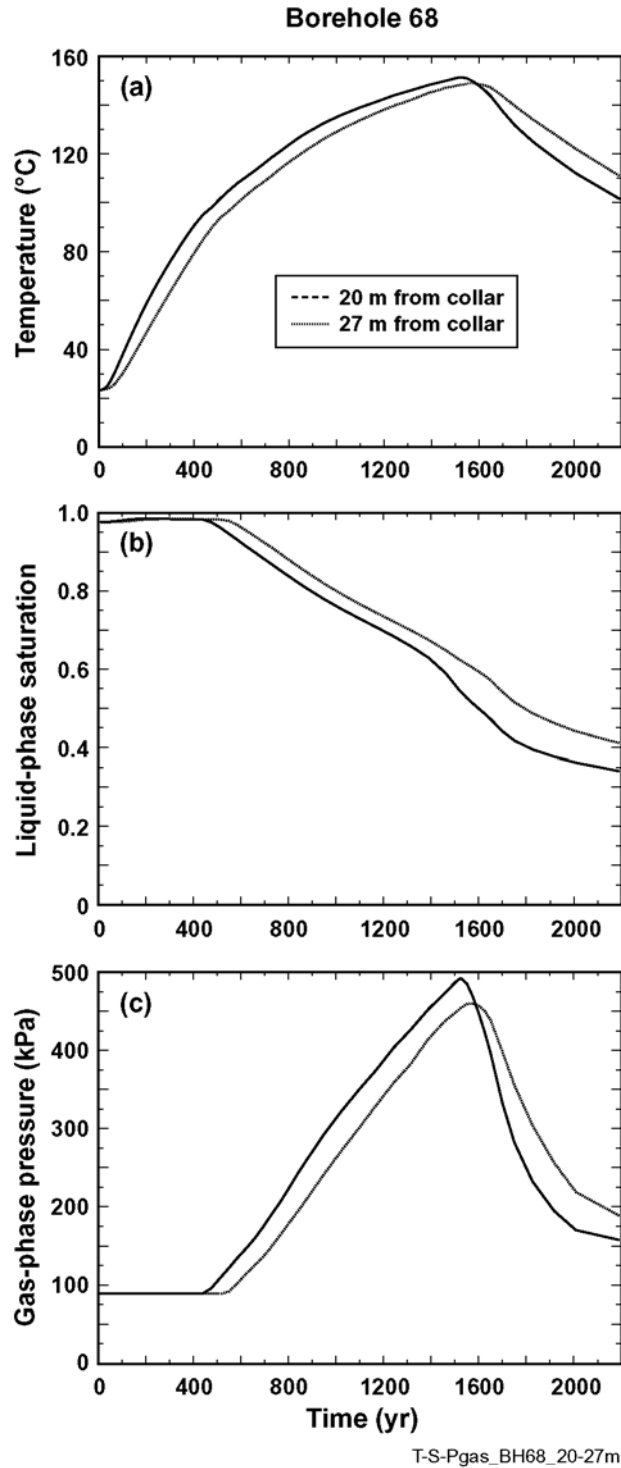 Borehole 68
160
120
80
40
0
Temperature (°C)
(a)
20 m from collar
27 m from collar
0 400 800 1200 1600 2000
1.0
0.8
0.6
0.4
0.2
0
Liquid-phase saturation
(b)
0 400 800 1200 1600 2000
500
400
300
200
100
0
Gas-phase pressure (kPa)
(c)
0 400 800 1200 1600 2000
Time (yr)
T-S-Pgas_BH68_20-27m